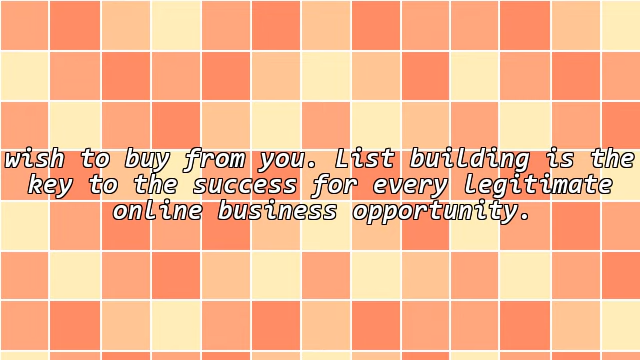 wish to buy from you. List building is the
key to the success for every legitimate
online business opportunity.